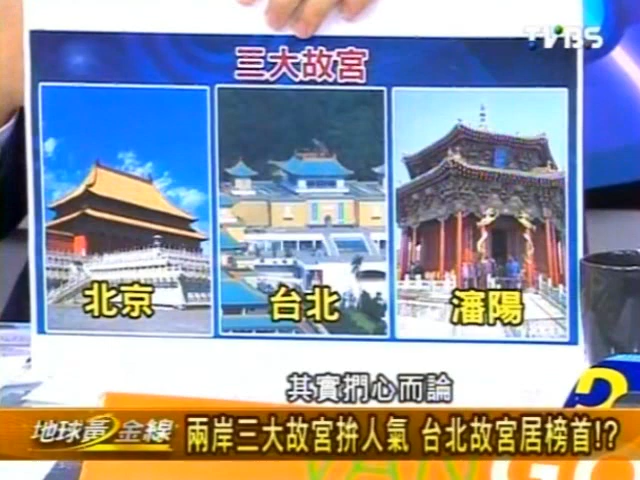 TVBS
三大故宮
北京
台北
瀋陽
其實捫心而論
地球黃金線
兩岸三大故宮拚人氣 台北故宮居榜首!?